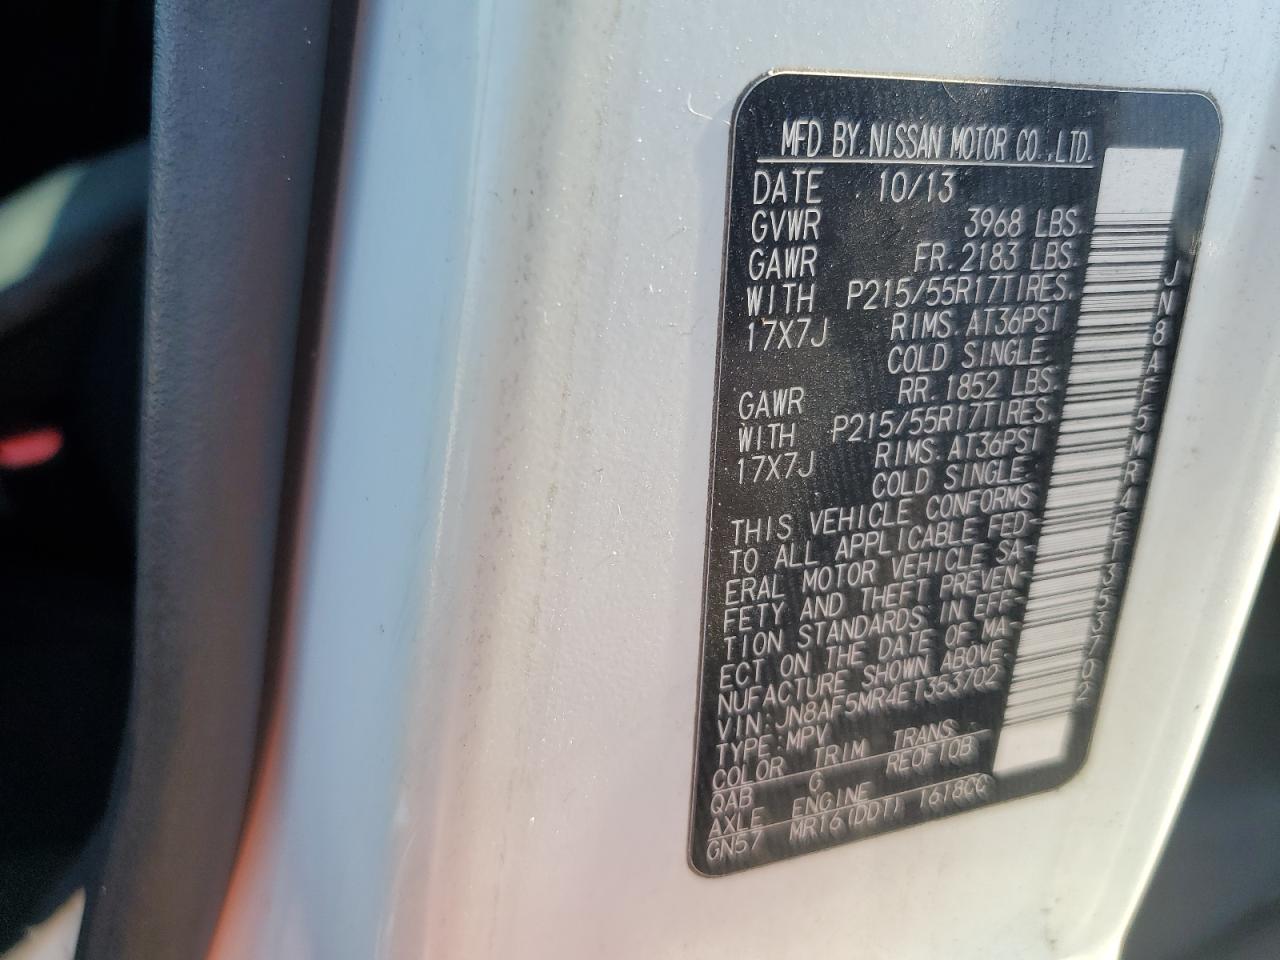 MFD BY. NISSAN MOTOR CO.,LTD.
DATE 10/13
GVWR 3968 LBS.
GAWR FR. 2183 LBS.
WITH P215/55R17TIRES.
17X7J RIMS. AT36PSI
COLD SINGLE.
GAWR RR. 1852 LBS.
WITH P215/55R17TIRES.
17X7J RIMS. AT36PSI
COLD SINGLE.
THIS VEHICLE CONFORMS
TO ALL APPLICABLE FED-
ERAL MOTOR VEHICLE SA-
FETY AND THEFT PREVEN-
TION STANDARDS IN EFF-
ECT ON THE DATE OF MA-
NUFACTURE SHOWN ABOVE.
VIN:JN8AF5MR4ET353702
TYPE:MPV
COLOR TRIM TRANS
QAB G RE0F10B
AXLE ENGINE
GN57 MR16(DDT) 1618CC
JN8AF5MR4ET353702